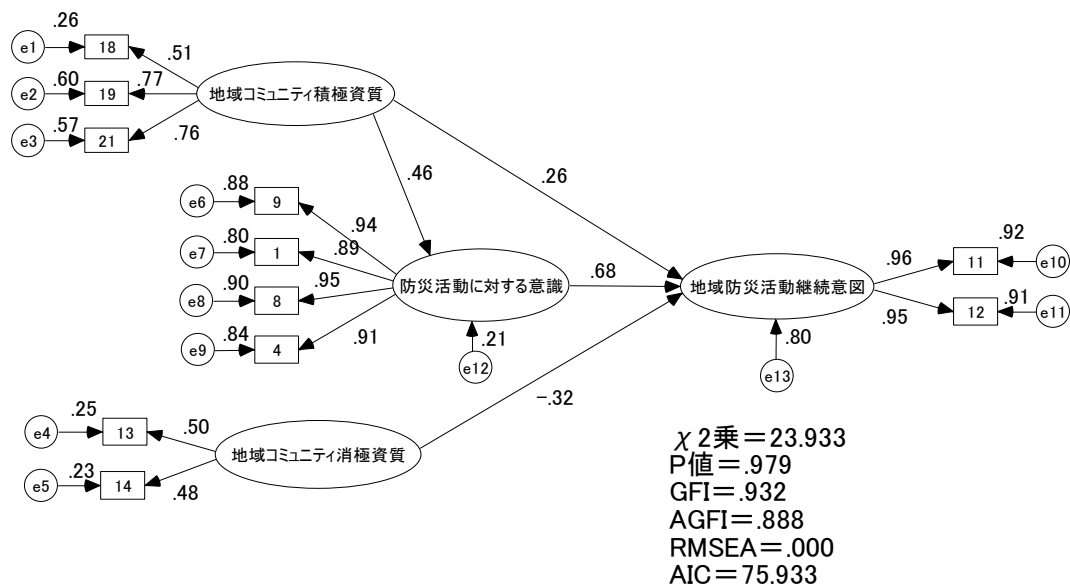 .26
e1
18
.51
.60
e2
19
.77
地域コミュニティ積極資質
.57
e3
21
.76
.46
.26
.88
e6
9
.94
.80
e7
1
.89
.92
.96
11
e10
.90
e8
8
.95
防災活動に対する意識
.68
地域防災活動継続意図
.91
12
e11
.95
.84
e9
4
.91
.21
e12
.80
e13
-.32
.25
e4
13
.50
地域コミュニティ消極資質
.23
e5
14
.48
χ2乗=23.933
P値=.979
GFI=.932
AGFI=.888
RMSEA=.000
AIC=75.933